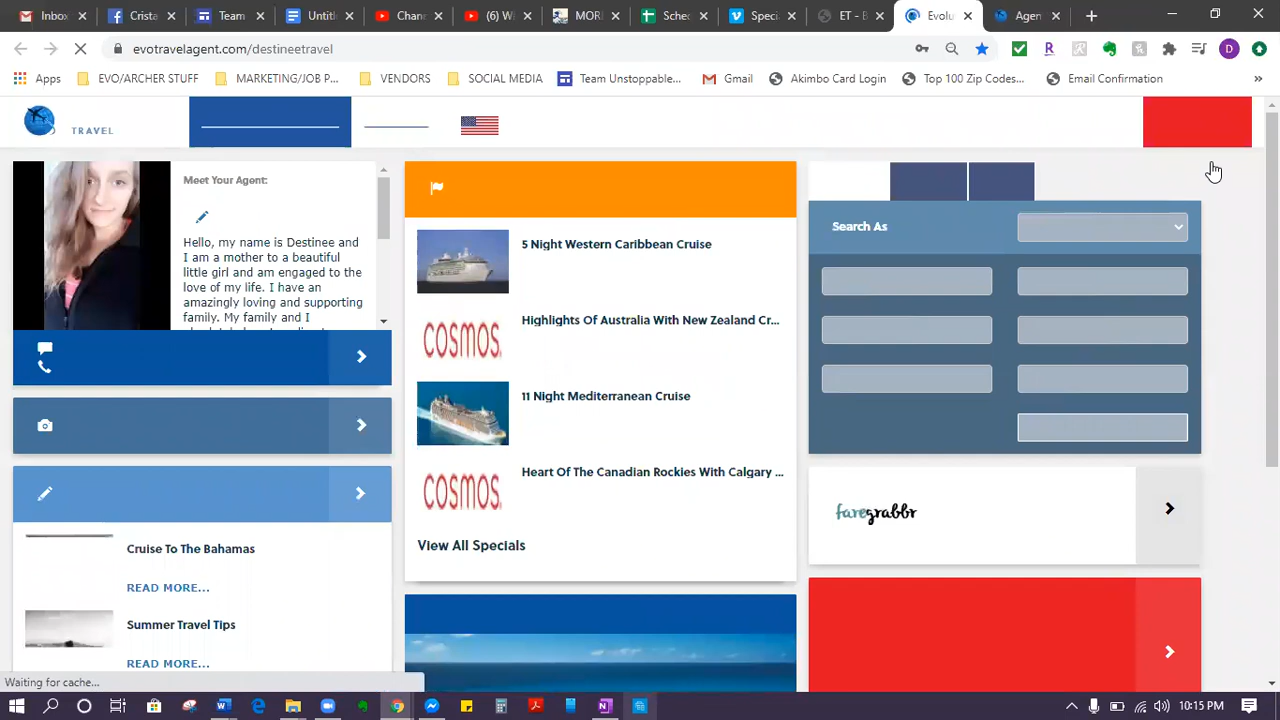 Inbox
Crista
Team
Untitl
Chann
(6) Wi
MORE
Sched
Speci
ET - B
Evolu
Agen
evotravelagent.com/destineetravel
D
Apps
EVO/ARCHER STUFF
MARKETING/JOB P...
VENDORS
SOCIAL MEDIA
Team Unstoppable...
Gmail
Akimbo Card Login
Top 100 Zip Codes...
Email Confirmation
»
TRAVEL
Meet Your Agent:
Hello, my name is Destinee and
I am a mother to a beautiful
little girl and am engaged to the
love of my life. I have an
amazingly loving and supporting
family. My family and I
Cruise To The Bahamas
READ MORE...
Summer Travel Tips
READ MORE...
5 Night Western Caribbean Cruise
COSMOS
Highlights Of Australia With New Zealand Cr...
11 Night Mediterranean Cruise
COSMOS
Heart Of The Canadian Rockies With Calgary ...
View All Specials
Search As
faregrabbr
Waiting for cache...
10:15 PM